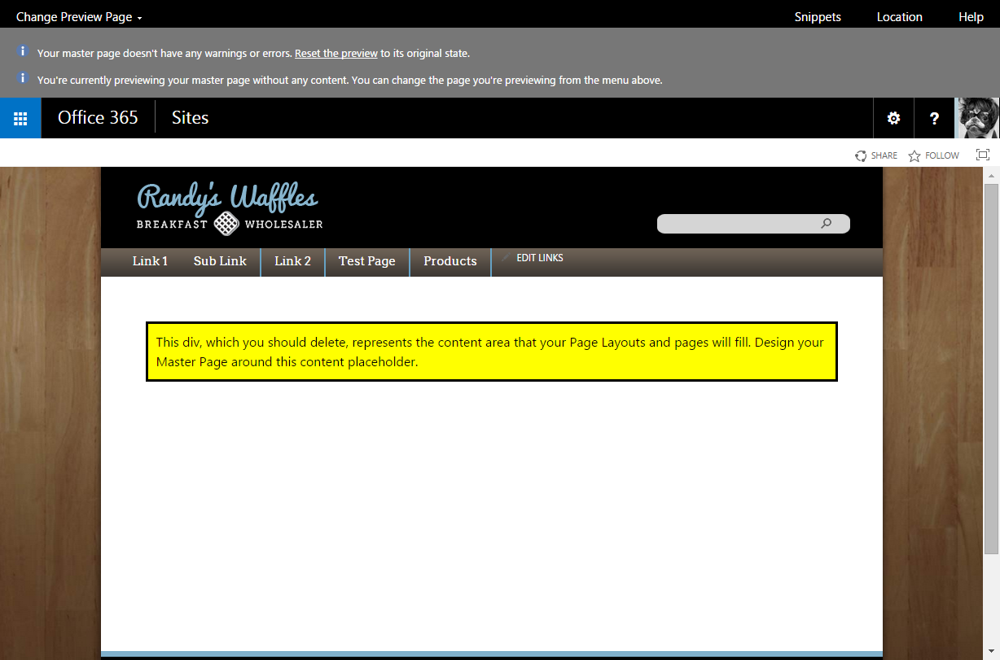 Change Preview Page
Snippets Location Help
Your master page doesn't have any warnings or errors. Reset the preview to its original state.
You're currently previewing your master page without any content. You can change the page you're previewing from the menu above.
Office 365 Sites ?
SHARE FOLLOW
Randy's Waffles
BREAKFAST WHOLESALER
Link 1 Sub Link Link 2 Test Page Products EDIT LINKS
This div, which you should delete, represents the content area that your Page Layouts and pages will fill. Design your
Master Page around this content placeholder.